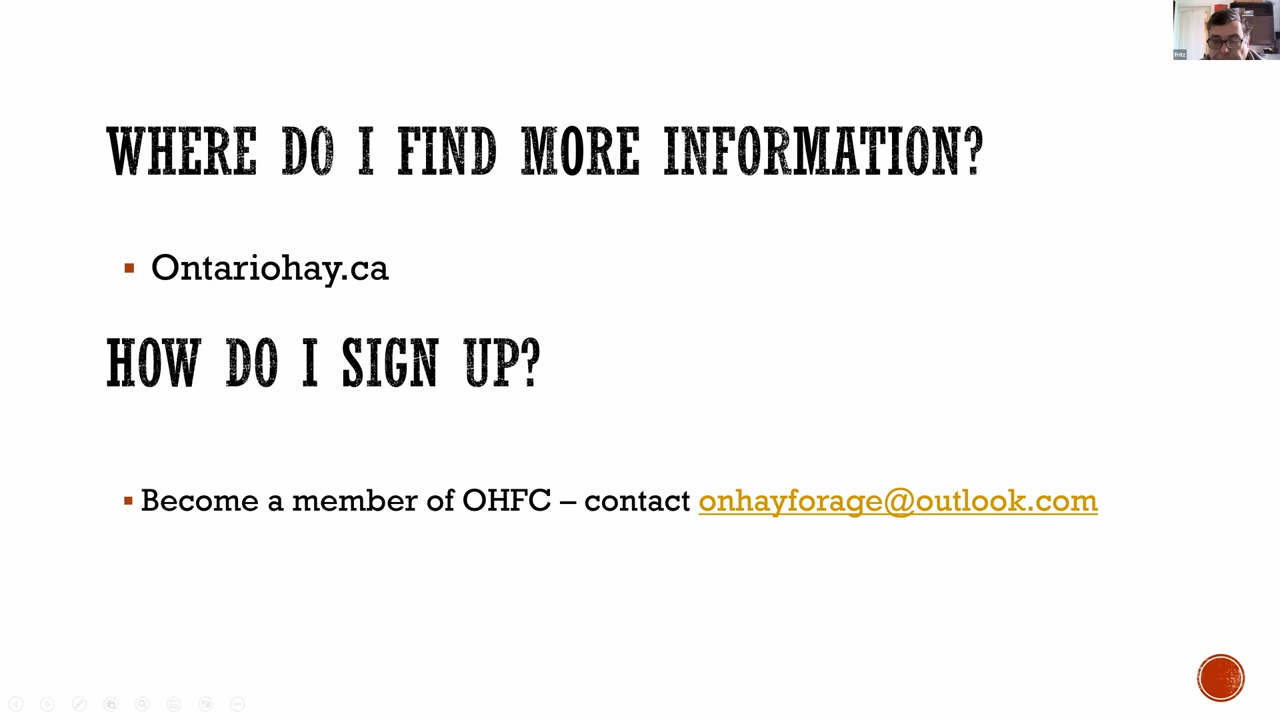 Fritz
WHERE DO I FIND MORE INFORMATION?
Ontariohay.ca
HOW DO I SIGN UP?
Become a member of OHFC – contact onhayforage@outlook.com